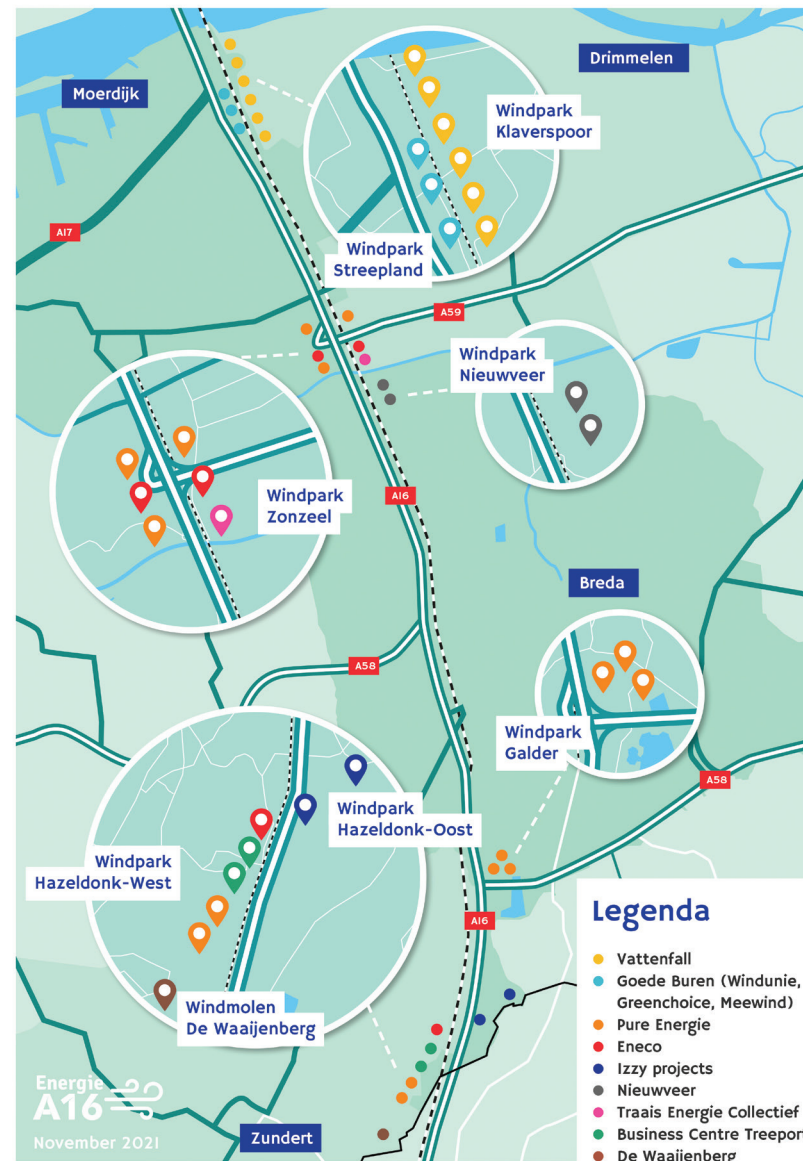 Moerdijk
Drimmelen
Windpark
Klaverspoor
A17
Windpark
Streepland
A59
Windpark
Nieuwveer
A16
Windpark
Zonzeel
Breda
A58
Windpark
Galder
A58
Windpark
Hazeldonk-Oost
Windpark
Hazeldonk-West
A16
Windmolen
De Waaijenberg
Zundert
Energie
A16
November 2021
Legenda
Vattenfall
Goede Buren (Windunie,
Greenchoice, Meewind)
Pure Energie
Eneco
Izzy projects
Nieuwveer
Traais Energie Collectief
Business Centre Treeport
De Waaijenberg